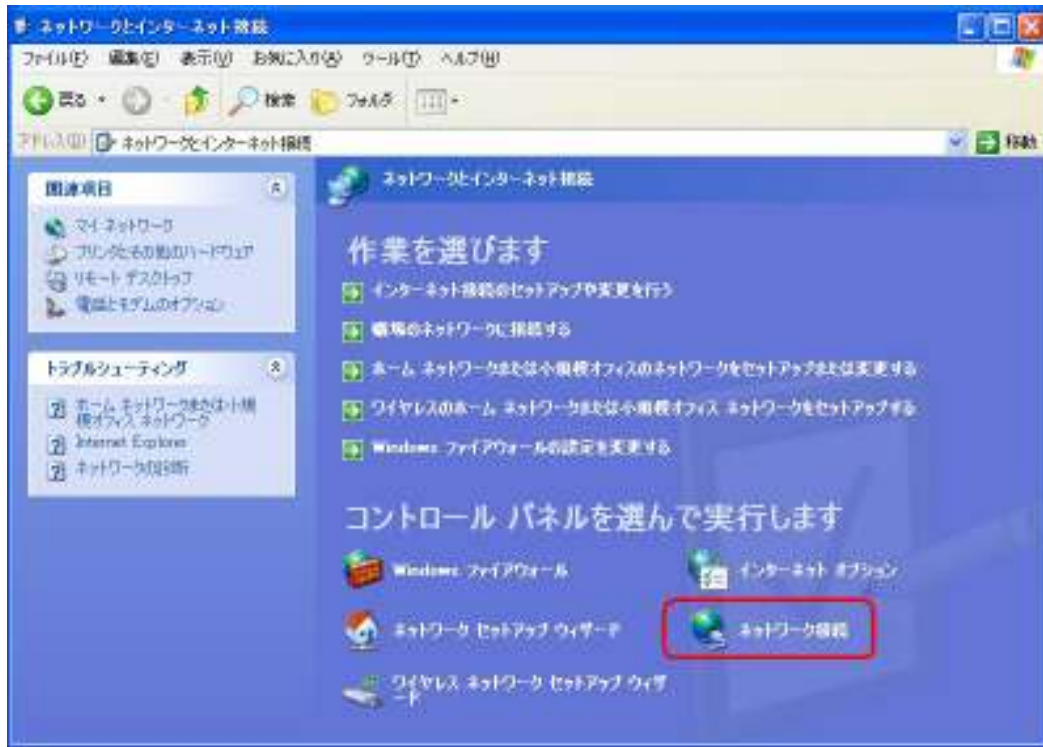 ネットワークとインターネット接続
ファイル(F) 編集(E) 表示(V) お気に入り(A) ツール(T) ヘルプ(H)
戻る 検索 フォルダ
アドレス(D) ネットワークとインターネット接続 移動
関連項目
マイ ネットワーク
プリンタとその他のハードウェア
リモート デスクトップ
電話とモデムのオプション
トラブルシューティング
ホーム ネットワークまたは小規
模オフィス ネットワーク
Internet Explorer
ネットワークの診断
ネットワークとインターネット接続
作業を選びます
インターネット接続のセットアップや変更を行う
職場のネットワークに接続する
ホーム ネットワークまたは小規模オフィスのネットワークをセットアップまたは変更する
ワイヤレスのホーム ネットワークまたは小規模オフィス ネットワークをセットアップする
Windows ファイアウォールの設定を変更する
コントロール パネルを選んで実行します
Windows ファイアウォール
インターネット オプション
ネットワーク セットアップ ウィザード
ネットワーク接続
ワイヤレス ネットワーク セットアップ ウィザ
ード